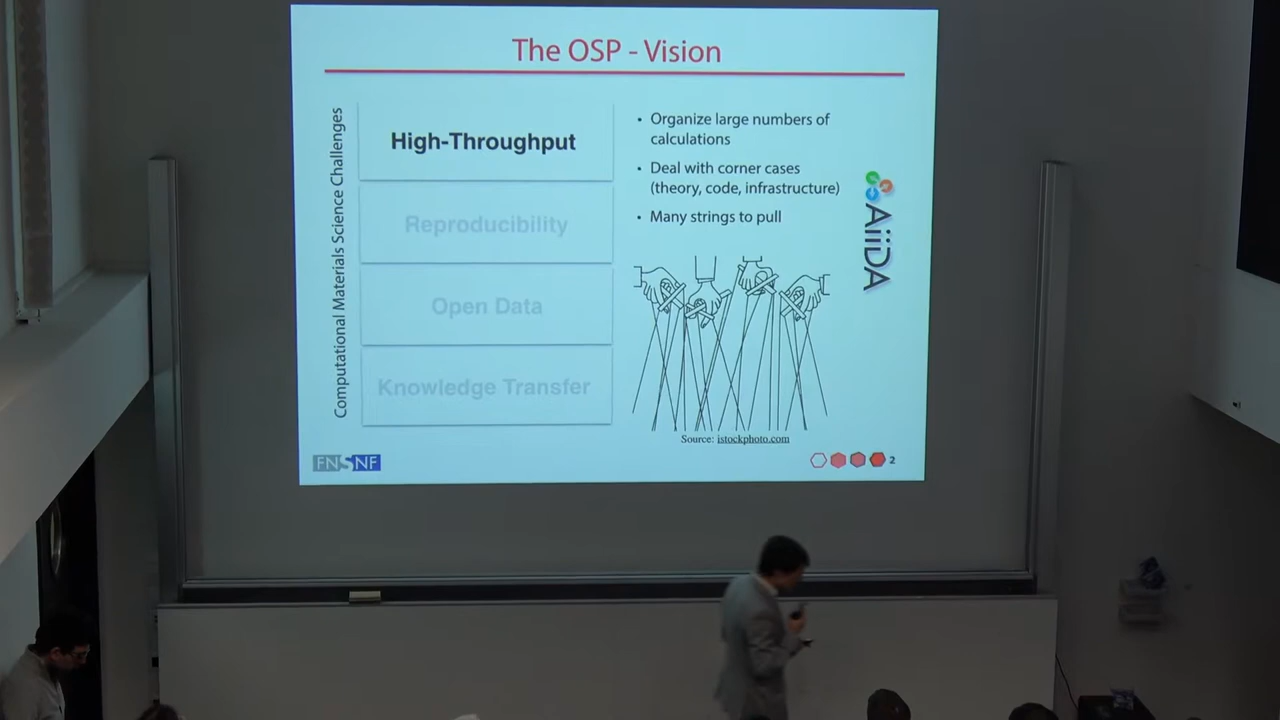 The OSP - Vision
Computational Materials Science Challenges
High-Throughput
Reproducibility
Open Data
Knowledge Transfer
• Organize large numbers of
calculations
• Deal with corner cases
(theory, code, infrastructure)
• Many strings to pull
AiiDA
Source: istockphoto.com
FNSNF
2